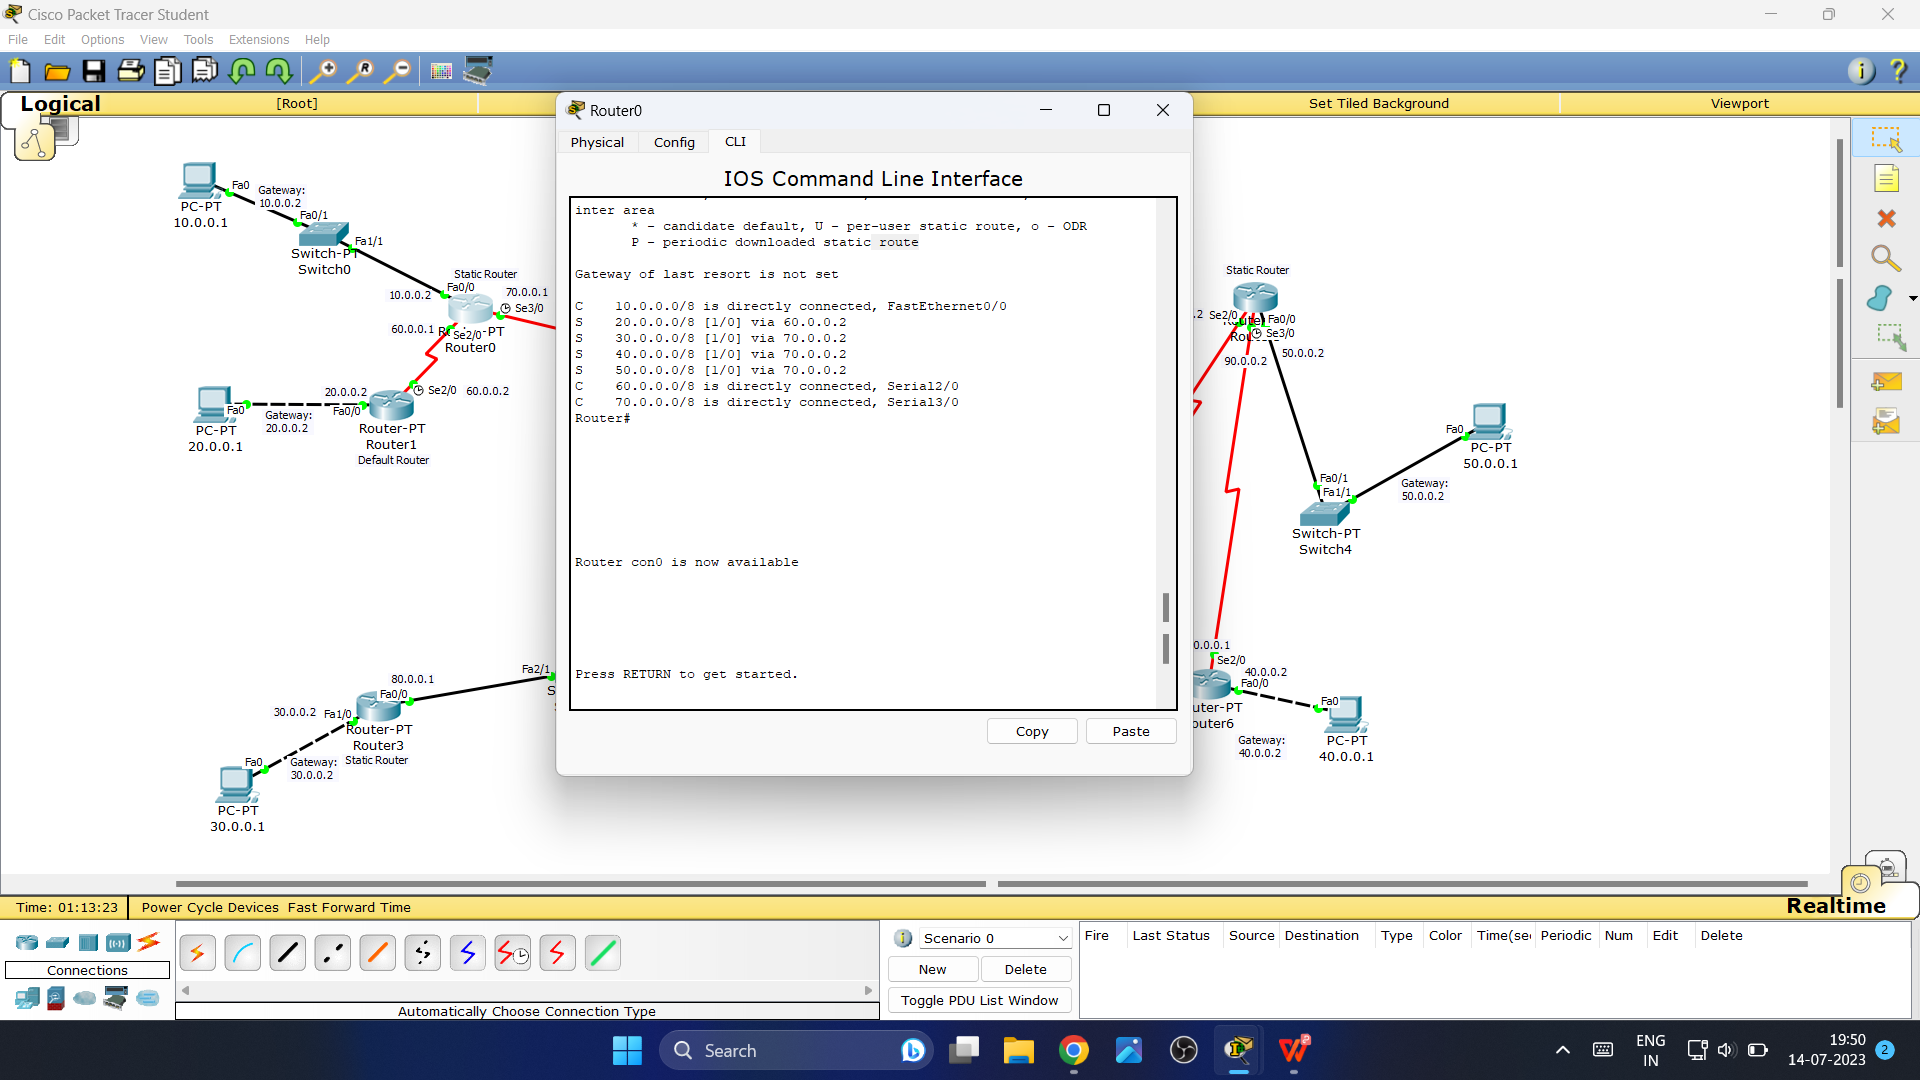 Cisco Packet Tracer Student
File Edit Options View Tools Extensions Help
Logical
[Root]
Set Tiled Background
Viewport
Router0
Physical Config CLI
IOS Command Line Interface
inter area
* - candidate default, U - per-user static route, o - ODR
P - periodic downloaded static route
Gateway of last resort is not set
C 10.0.0.0/8 is directly connected, FastEthernet0/0
S 20.0.0.0/8 [1/0] via 60.0.0.2
S 30.0.0.0/8 [1/0] via 70.0.0.2
S 40.0.0.0/8 [1/0] via 70.0.0.2
S 50.0.0.0/8 [1/0] via 70.0.0.2
C 60.0.0.0/8 is directly connected, Serial2/0
C 70.0.0.0/8 is directly connected, Serial3/0
Router#
Router con0 is now available
Press RETURN to get started.
Copy Paste
PC-PT
10.0.0.1
Fa0
Gateway:
10.0.0.2
Fa0/1
Fa1/1
Switch-PT
Switch0
Static Router
Fa0/0
10.0.0.2
70.0.0.1
Se3/0
60.0.0.1
Se2/0
Router0
Se2/0
60.0.0.2
20.0.0.2
Fa0/0
Fa0
Gateway:
20.0.0.2
PC-PT
20.0.0.1
Router-PT
Router1
Default Router
Fa2/1
80.0.0.1
Fa0/0
30.0.0.2
Fa1/0
Router-PT
Router3
Static Router
Fa0
Gateway:
30.0.0.2
PC-PT
30.0.0.1
Static Router
.2 Se2/0
Fa0/0
Se3/0
90.0.0.2
50.0.0.2
Fa0
PC-PT
50.0.0.1
Gateway:
50.0.0.2
Fa0/1
Fa1/1
Switch-PT
Switch4
0.0.0.1
Se2/0
40.0.0.2
Fa0/0
Fa0
uter-PT
outer6
Gateway:
40.0.0.2
PC-PT
40.0.0.1
Time: 01:13:23 Power Cycle Devices Fast Forward Time
Realtime
Connections
Automatically Choose Connection Type
Scenario 0
New Delete
Toggle PDU List Window
Fire Last Status Source Destination Type Color Time(sec Periodic Num Edit Delete
Search
ENG
IN
19:50
14-07-2023
2